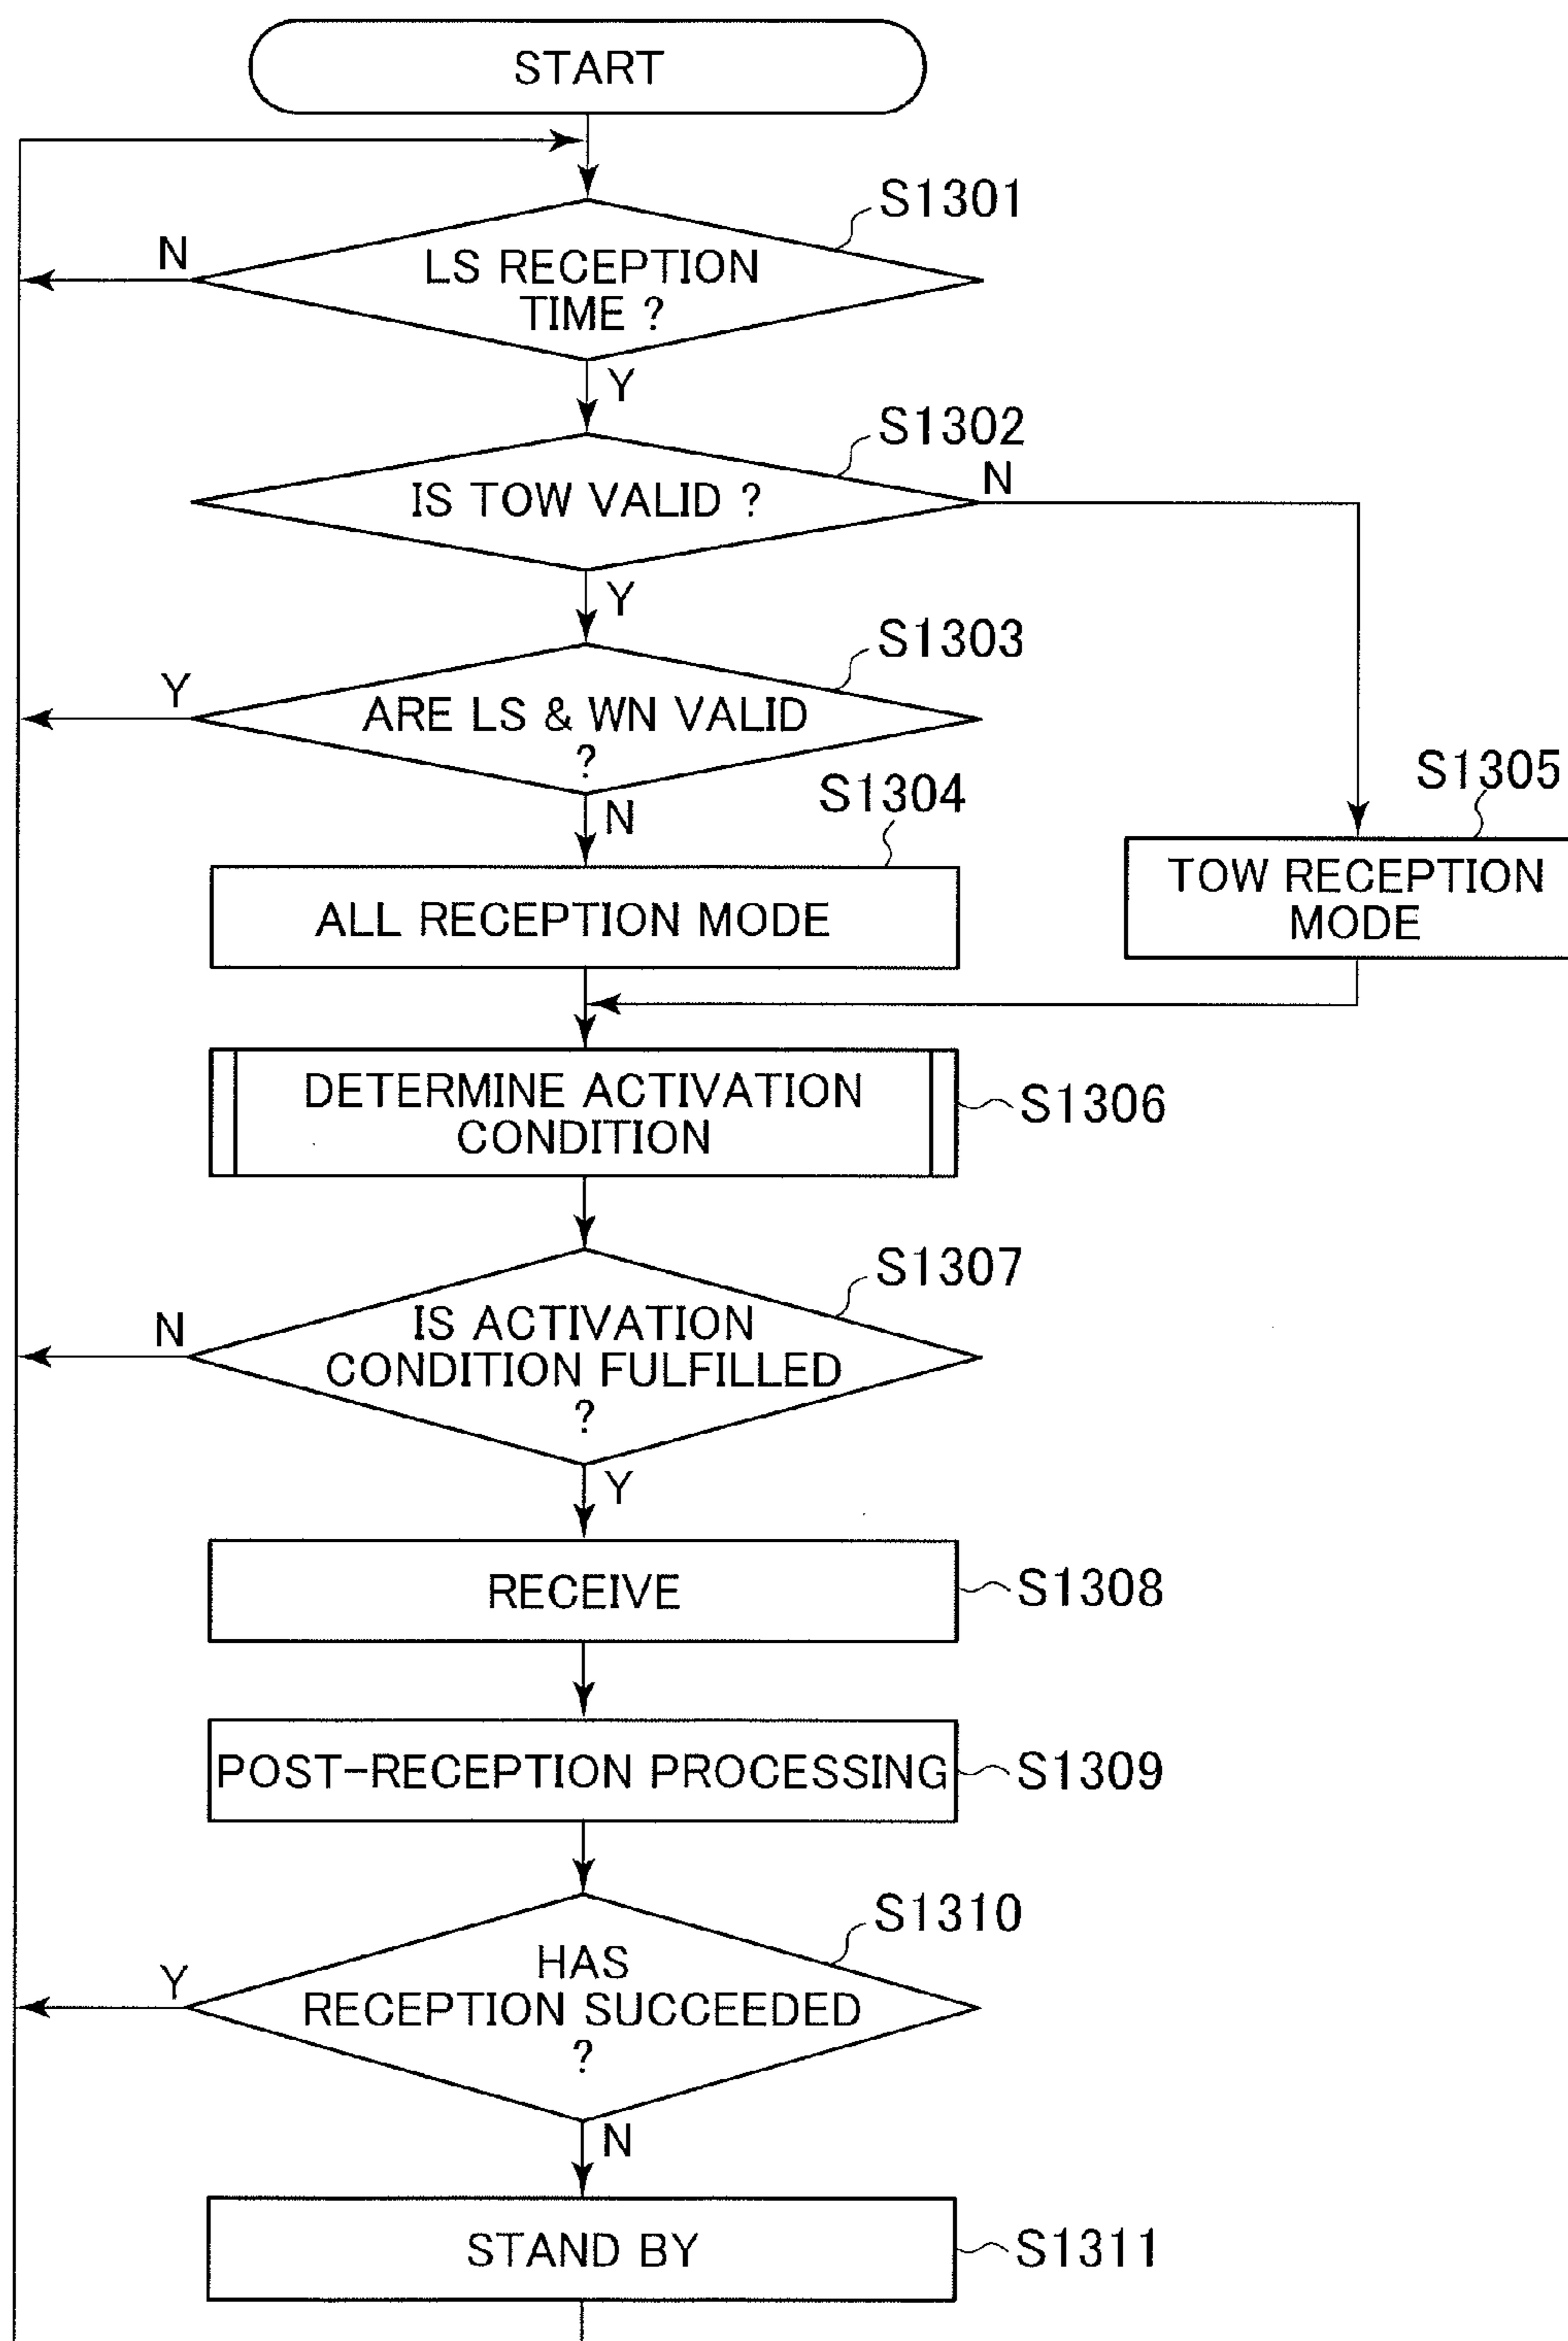 START
S1301
N
LS RECEPTION
TIME ?
Y
S1302
IS TOW VALID ?
N
Y
S1303
Y
ARE LS & WN VALID
?
N
S1304
S1305
ALL RECEPTION MODE
TOW RECEPTION
MODE
DETERMINE ACTIVATION
CONDITION
S1306
S1307
N
IS ACTIVATION
CONDITION FULFILLED
?
Y
RECEIVE
S1308
POST-RECEPTION PROCESSING
S1309
S1310
Y
HAS
RECEPTION SUCCEEDED
?
N
STAND BY
S1311